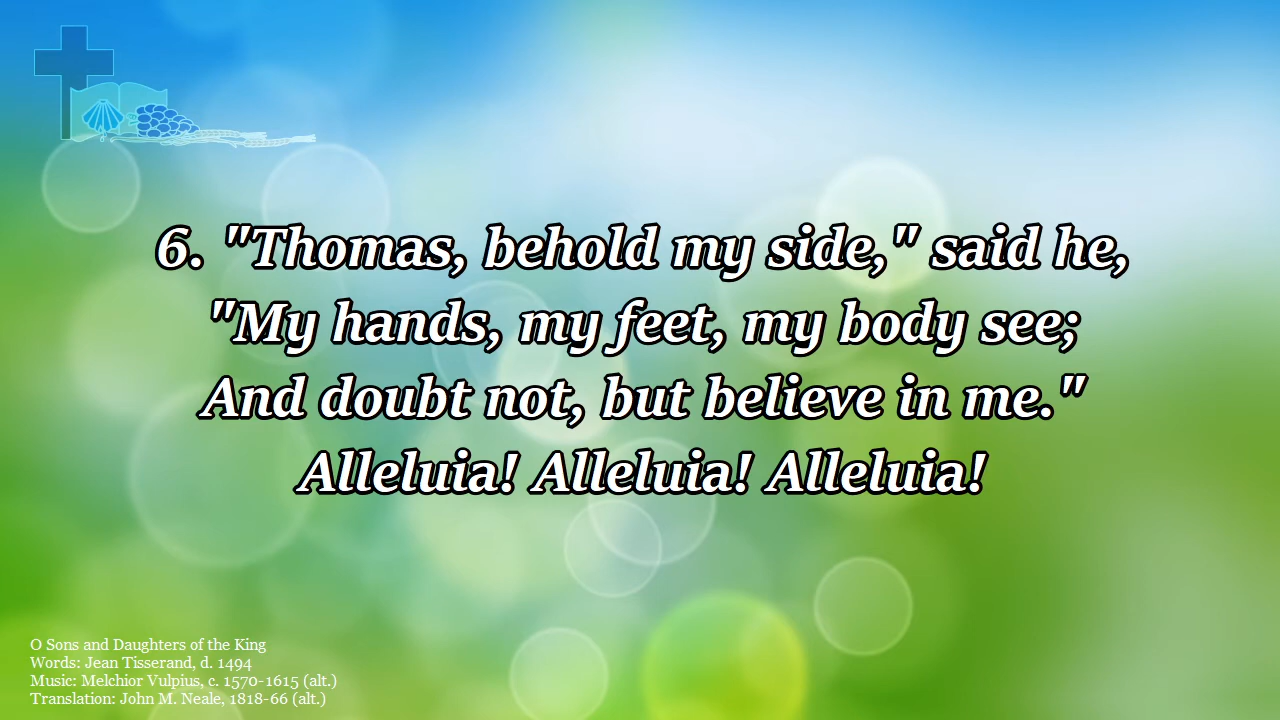 6. "Thomas, behold my side," said he,
"My hands, my feet, my body see;
And doubt not, but believe in me."
Alleluia! Alleluia! Alleluia!
O Sons and Daughters of the King
Words: Jean Tisserand, d. 1494
Music: Melchior Vulpius, c. 1570-1615 (alt.)
Translation: John M. Neale, 1818-66 (alt.)